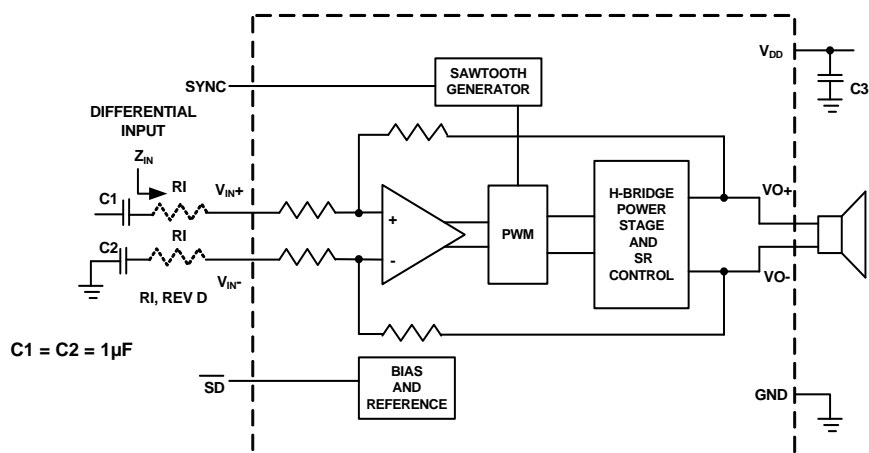 V_DD
C3
SYNC
SAWTOOTH
GENERATOR
DIFFERENTIAL
INPUT
Z_IN
C1
RI
V_IN+
C2
RI
V_IN-
RI, REV D
+
-
PWM
H-BRIDGE
POWER
STAGE
AND
SR
CONTROL
VO+
VO-
C1 = C2 = 1µF
SD
BIAS
AND
REFERENCE
GND